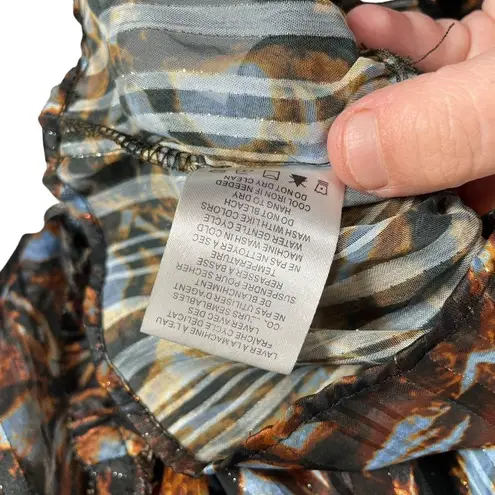 MACHINE WASH IN COLD
WATER GENTLE CYCLE
WASH WITH LIKE COLORS
DO NOT BLEACH
HANG TO DRY
COOL IRON IF NEEDED
DO NOT DRY CLEAN
LAVER A LA MACHINE A L'EAU
FRAICHE CYCLE DELICAT
LAVER AVEC DES
COULEURS SEMBLABLES
NE PAS UTILISER D'AGENT
DE BLANCHIMENT
SUSPENDRE POUR SECHER
REPASSER A BASSE
TEMPERATURE
NE PAS NETTOYER A SEC